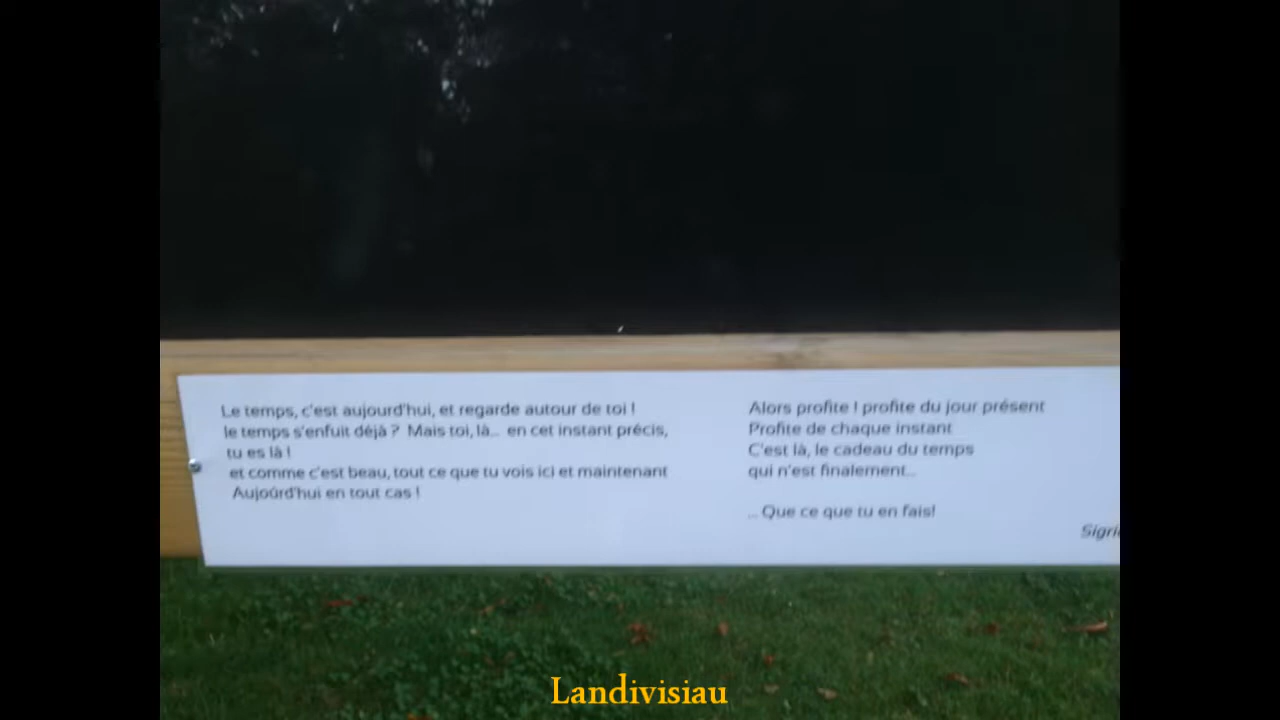 Le temps, c'est aujourd'hui, et regarde autour de toi !
le temps s'enfuit déjà ? Mais toi, là... en cet instant précis,
tu es là !
et comme c'est beau, tout ce que tu vois ici et maintenant
Aujoûrd'hui en tout cas !
Alors profite ! profite du jour présent
Profite de chaque instant
C'est là, le cadeau du temps
qui n'est finalement...
... Que ce que tu en fais!
Landivisiau